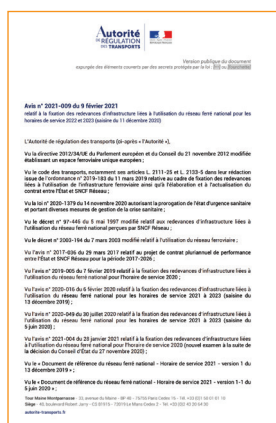 Autorité
DE RÉGULATION
DES TRANSPORTS
Version publique du document
expurgée des éléments couverts par des secrets protégés par la loi :
Avis n° 2021-009 du 9 février 2021
relatif à la fixation des redevances d'infrastructure liées à l'utilisation du réseau ferré national pour les
horaires de service 2022 et 2023 (saisine du 11 décembre 2020)
L'Autorité de régulation des transports (ci-après « l'Autorité »),
Vu la directive 2012/34/UE du Parlement européen et du Conseil du 21 novembre 2012 modifiée
établissant un espace ferroviaire unique européen ;
Vu le code des transports, notamment ses articles L. 2111-25 et L. 2133-5 dans leur rédaction
issue de l'ordonnance n° 2019-183 du 11 mars 2019 relative au cadre de fixation des redevances
liées à l'utilisation de l'infrastructure ferroviaire ainsi qu'à l'élaboration et à l'actualisation du
contrat entre l'État et SNCF Réseau ;
Vu la loi n° 2020-1379 du 14 novembre 2020 autorisant la prorogation de l'état d'urgence sanitaire
et portant diverses mesures de gestion de la crise sanitaire ;
Vu le décret n° 97-446 du 5 mai 1997 modifié relatif aux redevances d'infrastructure liées à
l'utilisation du réseau ferré national perçues par SNCF Réseau ;
Vu le décret n° 2003-194 du 7 mars 2003 modifié relatif à l'utilisation du réseau ferroviaire ;
Vu l'avis n° 2017-036 du 29 mars 2017 relatif au projet de contrat pluriannuel de performance
entre l'État et SNCF Réseau pour la période 2017-2026 ;
Vu l'avis n° 2019-005 du 7 février 2019 relatif à la fixation des redevances d'infrastructure liées à
l'utilisation du réseau ferré national pour l'horaire de service 2020 ;
Vu l'avis n° 2020-016 du 6 février 2020 relatif à la fixation des redevances d'infrastructure liées à
l'utilisation du réseau ferré national pour les horaires de service 2021 à 2023 (saisine du
13 décembre 2019) ;
Vu l'avis n° 2020-049 du 30 juillet 2020 relatif à la fixation des redevances d'infrastructure liées à
l'utilisation du réseau ferré national pour les horaires de service 2021 à 2023 (saisine du
5 juin 2020) ;
Vu l'avis n° 2021-004 du 28 janvier 2021 relatif à la fixation des redevances d'infrastructure liées
à l'utilisation du réseau ferré national pour l'horaire de service 2020 (nouvel examen à la suite de
la décision du Conseil d'État du 27 novembre 2020) ;
Vu le « Document de référence du réseau ferré national - Horaire de service 2021 - version 1 du
13 décembre 2019 » ;
Vu le « Document de référence du réseau ferré national - Horaire de service 2021 - version 1-1 du
5 juin 2020 » ;
autorite-transports.fr